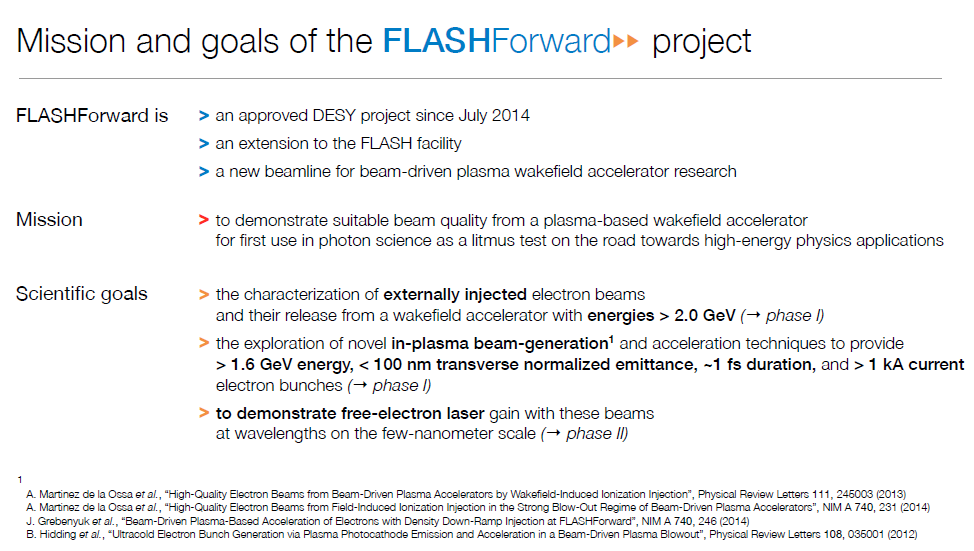 Mission and goals of the FLASHForward▸▸ project
FLASHForward is
> an approved DESY project since July 2014
> an extension to the FLASH facility
> a new beamline for beam-driven plasma wakefield accelerator research
Mission
> to demonstrate suitable beam quality from a plasma-based wakefield accelerator
for first use in photon science as a litmus test on the road towards high-energy physics applications
Scientific goals
> the characterization of externally injected electron beams
and their release from a wakefield accelerator with energies > 2.0 GeV (→ phase I)
> the exploration of novel in-plasma beam-generation¹ and acceleration techniques to provide
> 1.6 GeV energy, < 100 nm transverse normalized emittance, ~1 fs duration, and > 1 kA current
electron bunches (→ phase I)
> to demonstrate free-electron laser gain with these beams
at wavelengths on the few-nanometer scale (→ phase II)
1
A. Martinez de la Ossa et al., “High-Quality Electron Beams from Beam-Driven Plasma Accelerators by Wakefield-Induced Ionization Injection”, Physical Review Letters 111, 245003 (2013)
A. Martinez de la Ossa et al., “High-Quality Electron Beams from Field-Induced Ionization Injection in the Strong Blow-Out Regime of Beam-Driven Plasma Accelerators”, NIM A 740, 231 (2014)
J. Grebenyuk et al., “Beam-Driven Plasma-Based Acceleration of Electrons with Density Down-Ramp Injection at FLASHForward”, NIM A 740, 246 (2014)
B. Hidding et al., “Ultracold Electron Bunch Generation via Plasma Photocathode Emission and Acceleration in a Beam-Driven Plasma Blowout”, Physical Review Letters 108, 035001 (2012)